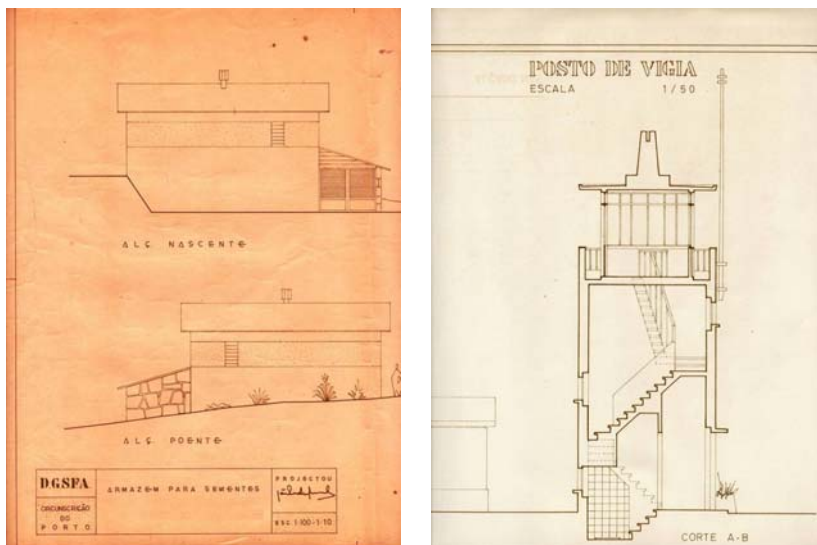 ALÇ. NASCENTE
ALÇ. POENTE
D.G.S.F.A
CIRCUNSCRIÇÃO
DO
PORTO
ARMAZEM PARA SEMENTES
PROJECTOU
ESC. 1:100-1:10
POSTO DE VIGIA
ESCALA 1/50
CORTE A-B